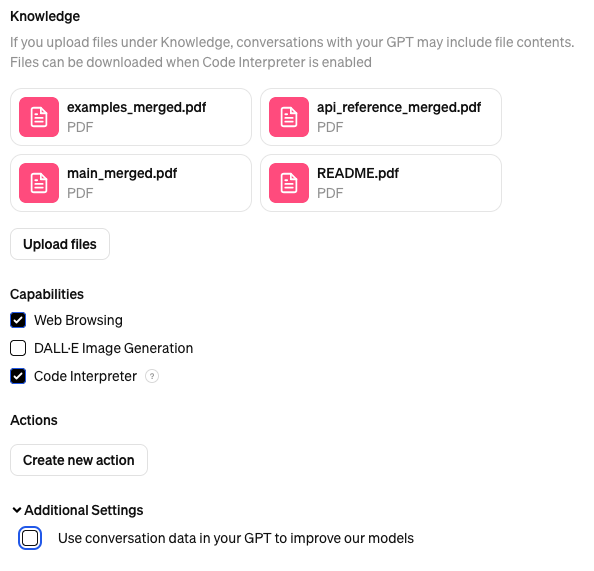 Knowledge
If you upload files under Knowledge, conversations with your GPT may include file contents.
Files can be downloaded when Code Interpreter is enabled
examples_merged.pdf
PDF
api_reference_merged.pdf
PDF
main_merged.pdf
PDF
README.pdf
PDF
Upload files
Capabilities
Web Browsing
DALL·E Image Generation
Code Interpreter ?
Actions
Create new action
Additional Settings
Use conversation data in your GPT to improve our models